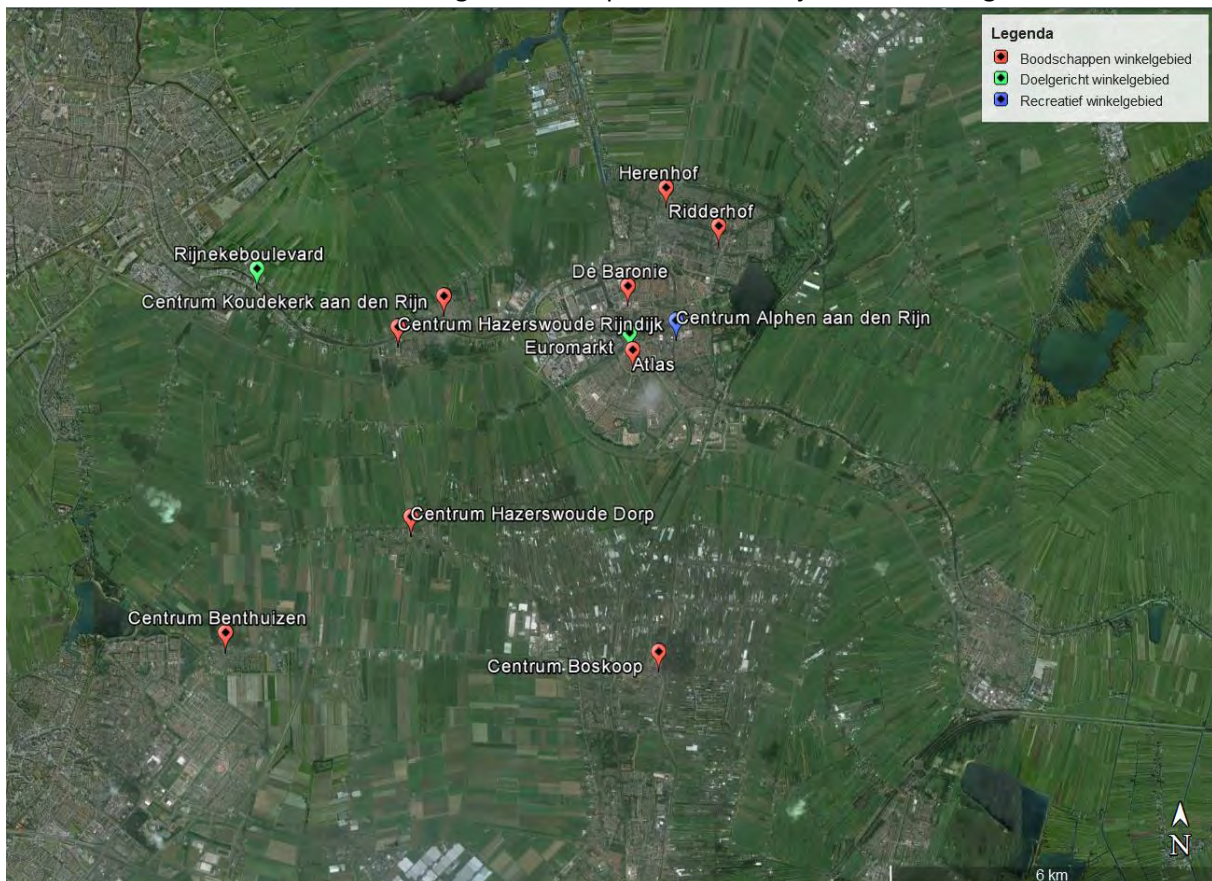 Legenda
Boodschappen winkelgebied
Doelgericht winkelgebied
Recreatief winkelgebied
Herenhof
Ridderhof
Rijnekeboulevard
De Baronie
Centrum Koudekerk aan den Rijn
Centrum Hazerswoude Rijndijk
Centrum Alphen aan den Rijn
Euromarkt
Atlas
Centrum Hazerswoude Dorp
Centrum Benthuizen
Centrum Boskoop
N
6 km